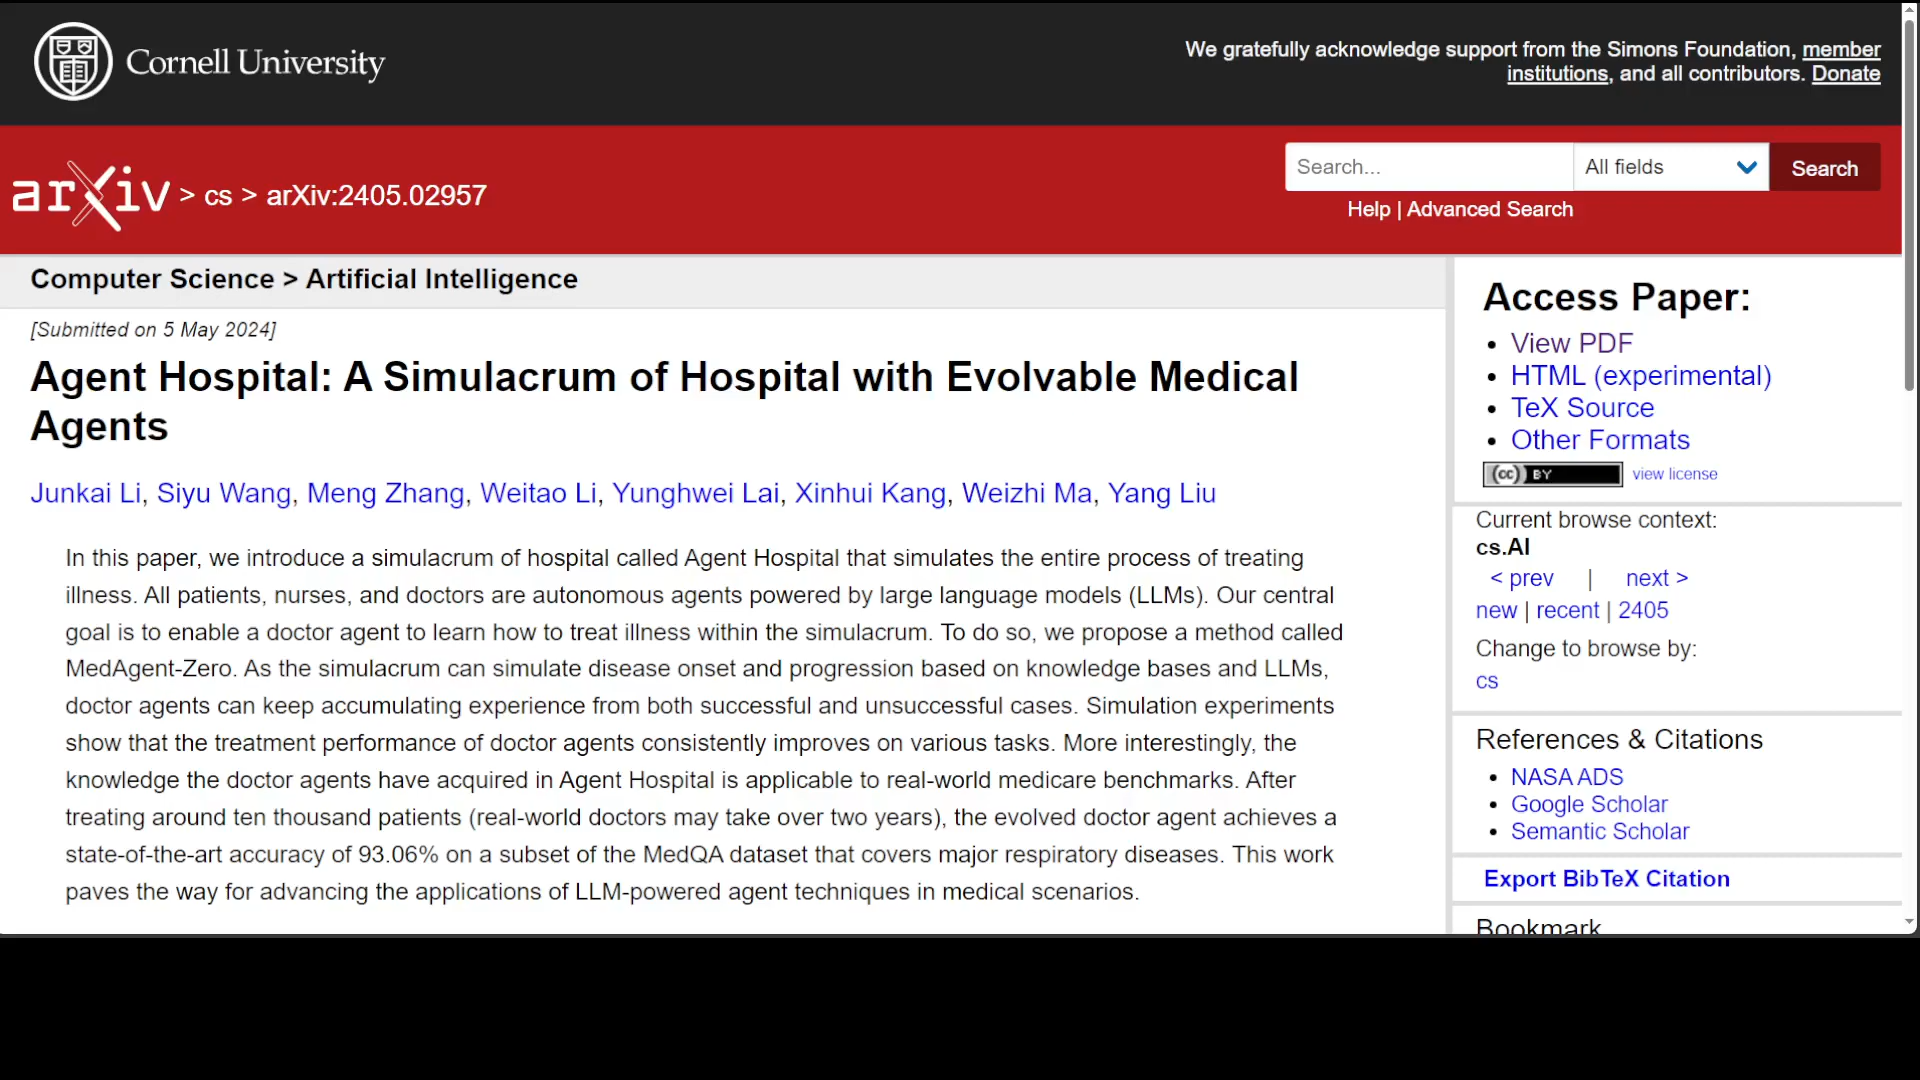 Cornell University
We gratefully acknowledge support from the Simons Foundation, member
institutions, and all contributors. Donate
arXiv > cs > arXiv:2405.02957
Search...
All fields
Search
Help | Advanced Search
Computer Science > Artificial Intelligence
[Submitted on 5 May 2024]
Agent Hospital: A Simulacrum of Hospital with Evolvable Medical
Agents
Junkai Li, Siyu Wang, Meng Zhang, Weitao Li, Yunghwei Lai, Xinhui Kang, Weizhi Ma, Yang Liu
In this paper, we introduce a simulacrum of hospital called Agent Hospital that simulates the entire process of treating
illness. All patients, nurses, and doctors are autonomous agents powered by large language models (LLMs). Our central
goal is to enable a doctor agent to learn how to treat illness within the simulacrum. To do so, we propose a method called
MedAgent-Zero. As the simulacrum can simulate disease onset and progression based on knowledge bases and LLMs,
doctor agents can keep accumulating experience from both successful and unsuccessful cases. Simulation experiments
show that the treatment performance of doctor agents consistently improves on various tasks. More interestingly, the
knowledge the doctor agents have acquired in Agent Hospital is applicable to real-world medicare benchmarks. After
treating around ten thousand patients (real-world doctors may take over two years), the evolved doctor agent achieves a
state-of-the-art accuracy of 93.06% on a subset of the MedQA dataset that covers major respiratory diseases. This work
paves the way for advancing the applications of LLM-powered agent techniques in medical scenarios.
Access Paper:
View PDF
HTML (experimental)
TeX Source
Other Formats
(cc) BY view license
Current browse context:
cs.AI
< prev | next >
new | recent | 2405
Change to browse by:
cs
References & Citations
NASA ADS
Google Scholar
Semantic Scholar
Export BibTeX Citation
Bookmark